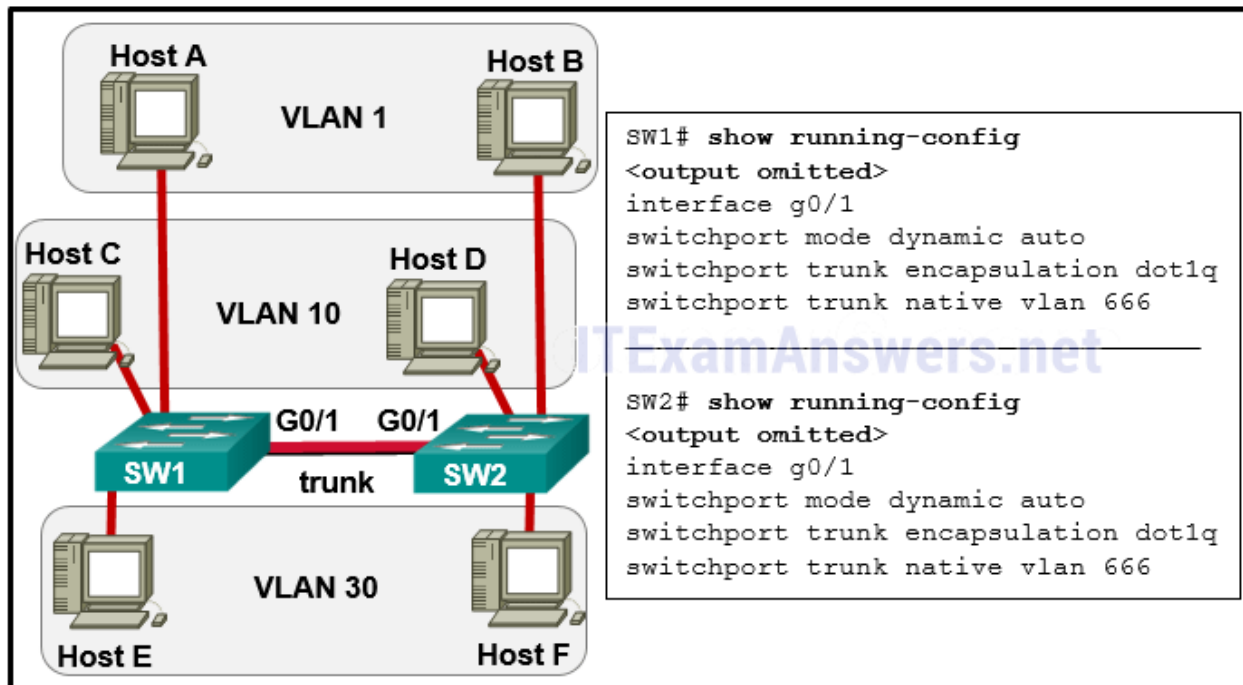 Host A
Host B
VLAN 1
Host C
Host D
VLAN 10
G0/1 G0/1
SW1
trunk
SW2
VLAN 30
Host E
Host F
SW1# show running-config
<output omitted>
interface g0/1
switchport mode dynamic auto
switchport trunk encapsulation dot1q
switchport trunk native vlan 666
ITExamAnswers.net
SW2# show running-config
<output omitted>
interface g0/1
switchport mode dynamic auto
switchport trunk encapsulation dot1q
switchport trunk native vlan 666